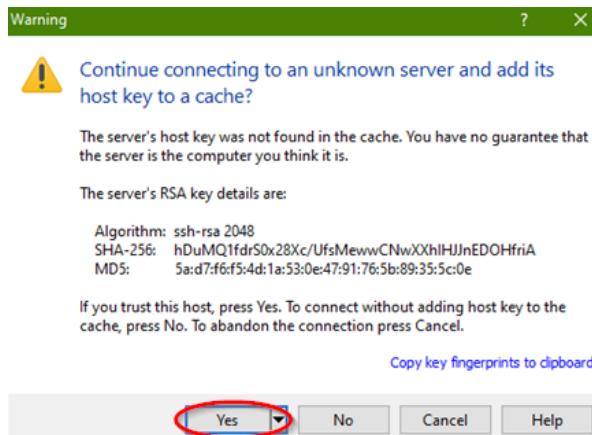 Warning
Continue connecting to an unknown server and add its
host key to a cache?
The server's host key was not found in the cache. You have no guarantee that
the server is the computer you think it is.
The server's RSA key details are:
Algorithm: ssh-rsa 2048
SHA-256: hDuMQ1fdrS0x28Xc/UfsMewwCNwXXhlHJJnEDOHfriA
MD5: 5a:d7:f6:f5:4d:1a:53:0e:47:91:76:5b:89:35:5c:0e
If you trust this host, press Yes. To connect without adding host key to the
cache, press No. To abandon the connection press Cancel.
Copy key fingerprints to clipboard
Yes No Cancel Help